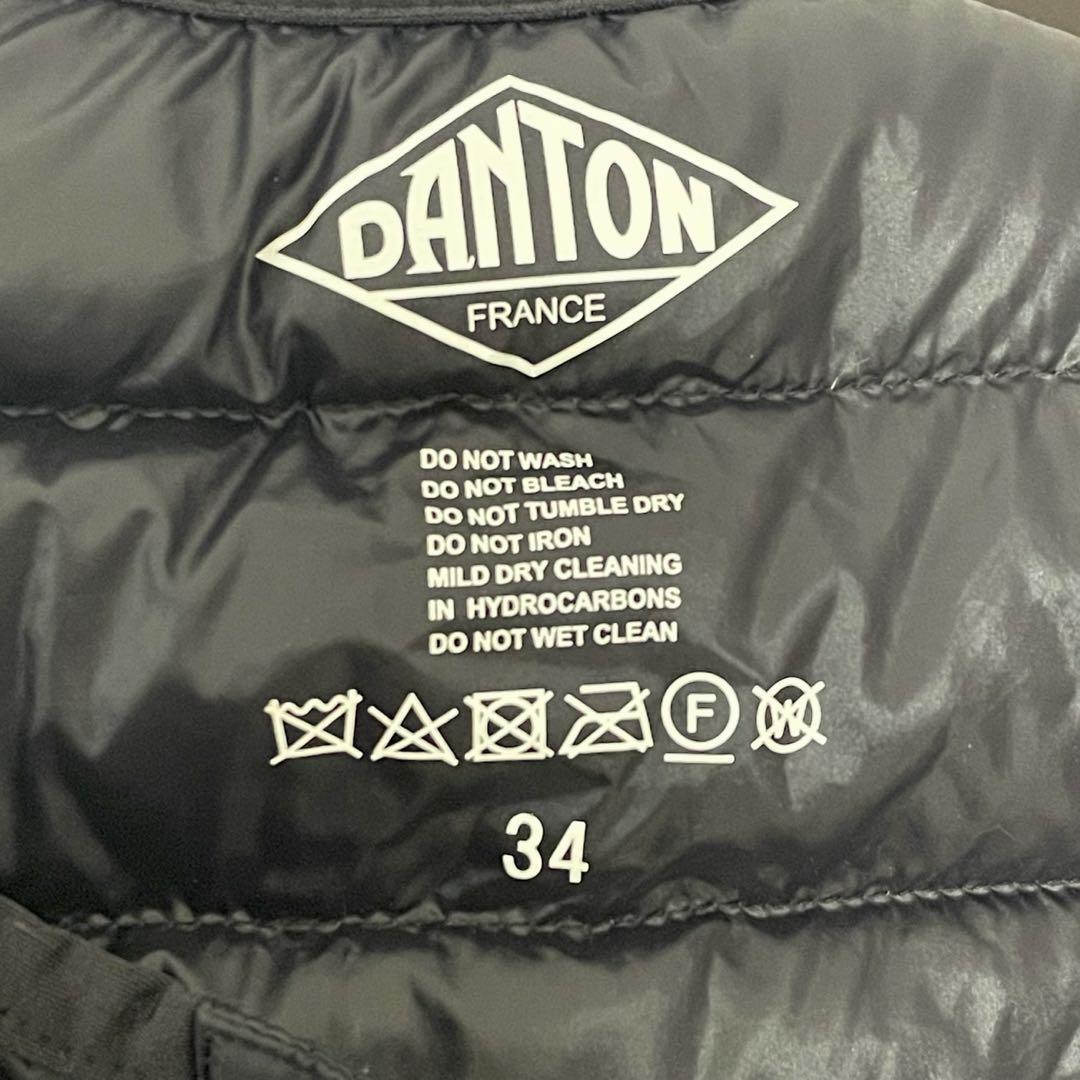 DANTON
FRANCE
DO NOT WASH
DO NOT BLEACH
DO NOT TUMBLE DRY
DO NOT IRON
MILD DRY CLEANING
IN HYDROCARBONS
DO NOT WET CLEAN
F W
34